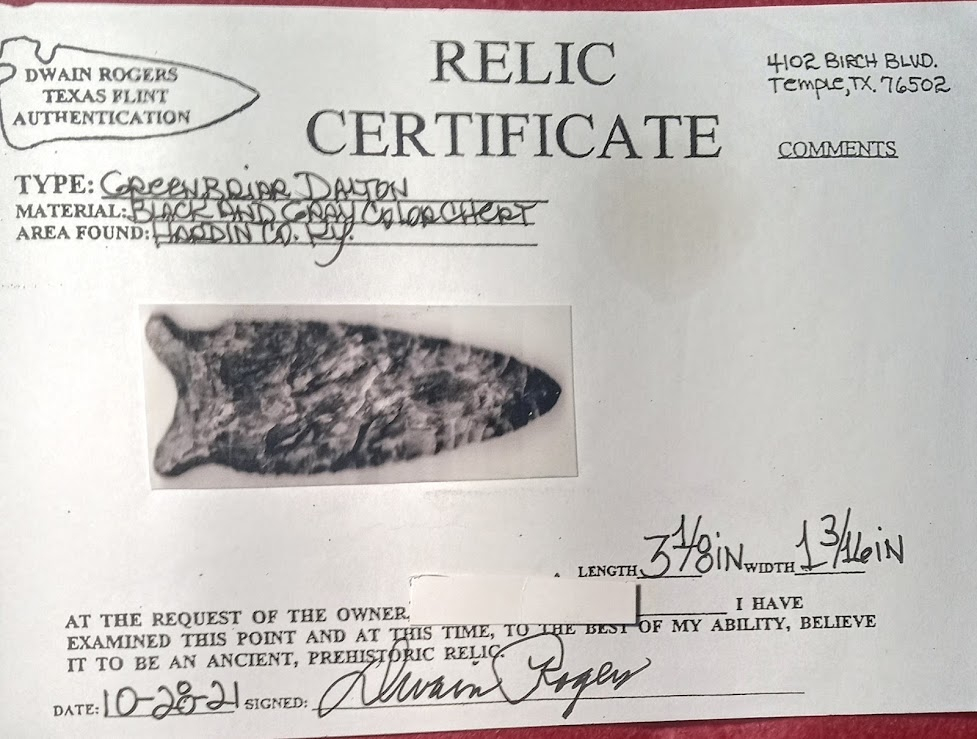 DWAIN ROGERS
TEXAS FLINT
AUTHENTICATION
RELIC
CERTIFICATE
4102 BIRCH BLVD.
Temple, TX. 76502
COMMENTS
TYPE: GREENBRIAR DALTON
MATERIAL: BLACK AND GRAY COLOR CHERT
AREA FOUND: HARDIN CO. KY.
LENGTH 3 1/8 iN WIDTH 1 3/16 iN
AT THE REQUEST OF THE OWNER, I HAVE
EXAMINED THIS POINT AND AT THIS TIME, TO THE BEST OF MY ABILITY, BELIEVE
IT TO BE AN ANCIENT, PREHISTORIC RELIC.
DATE: 10-28-21 SIGNED: Dwain Rogers